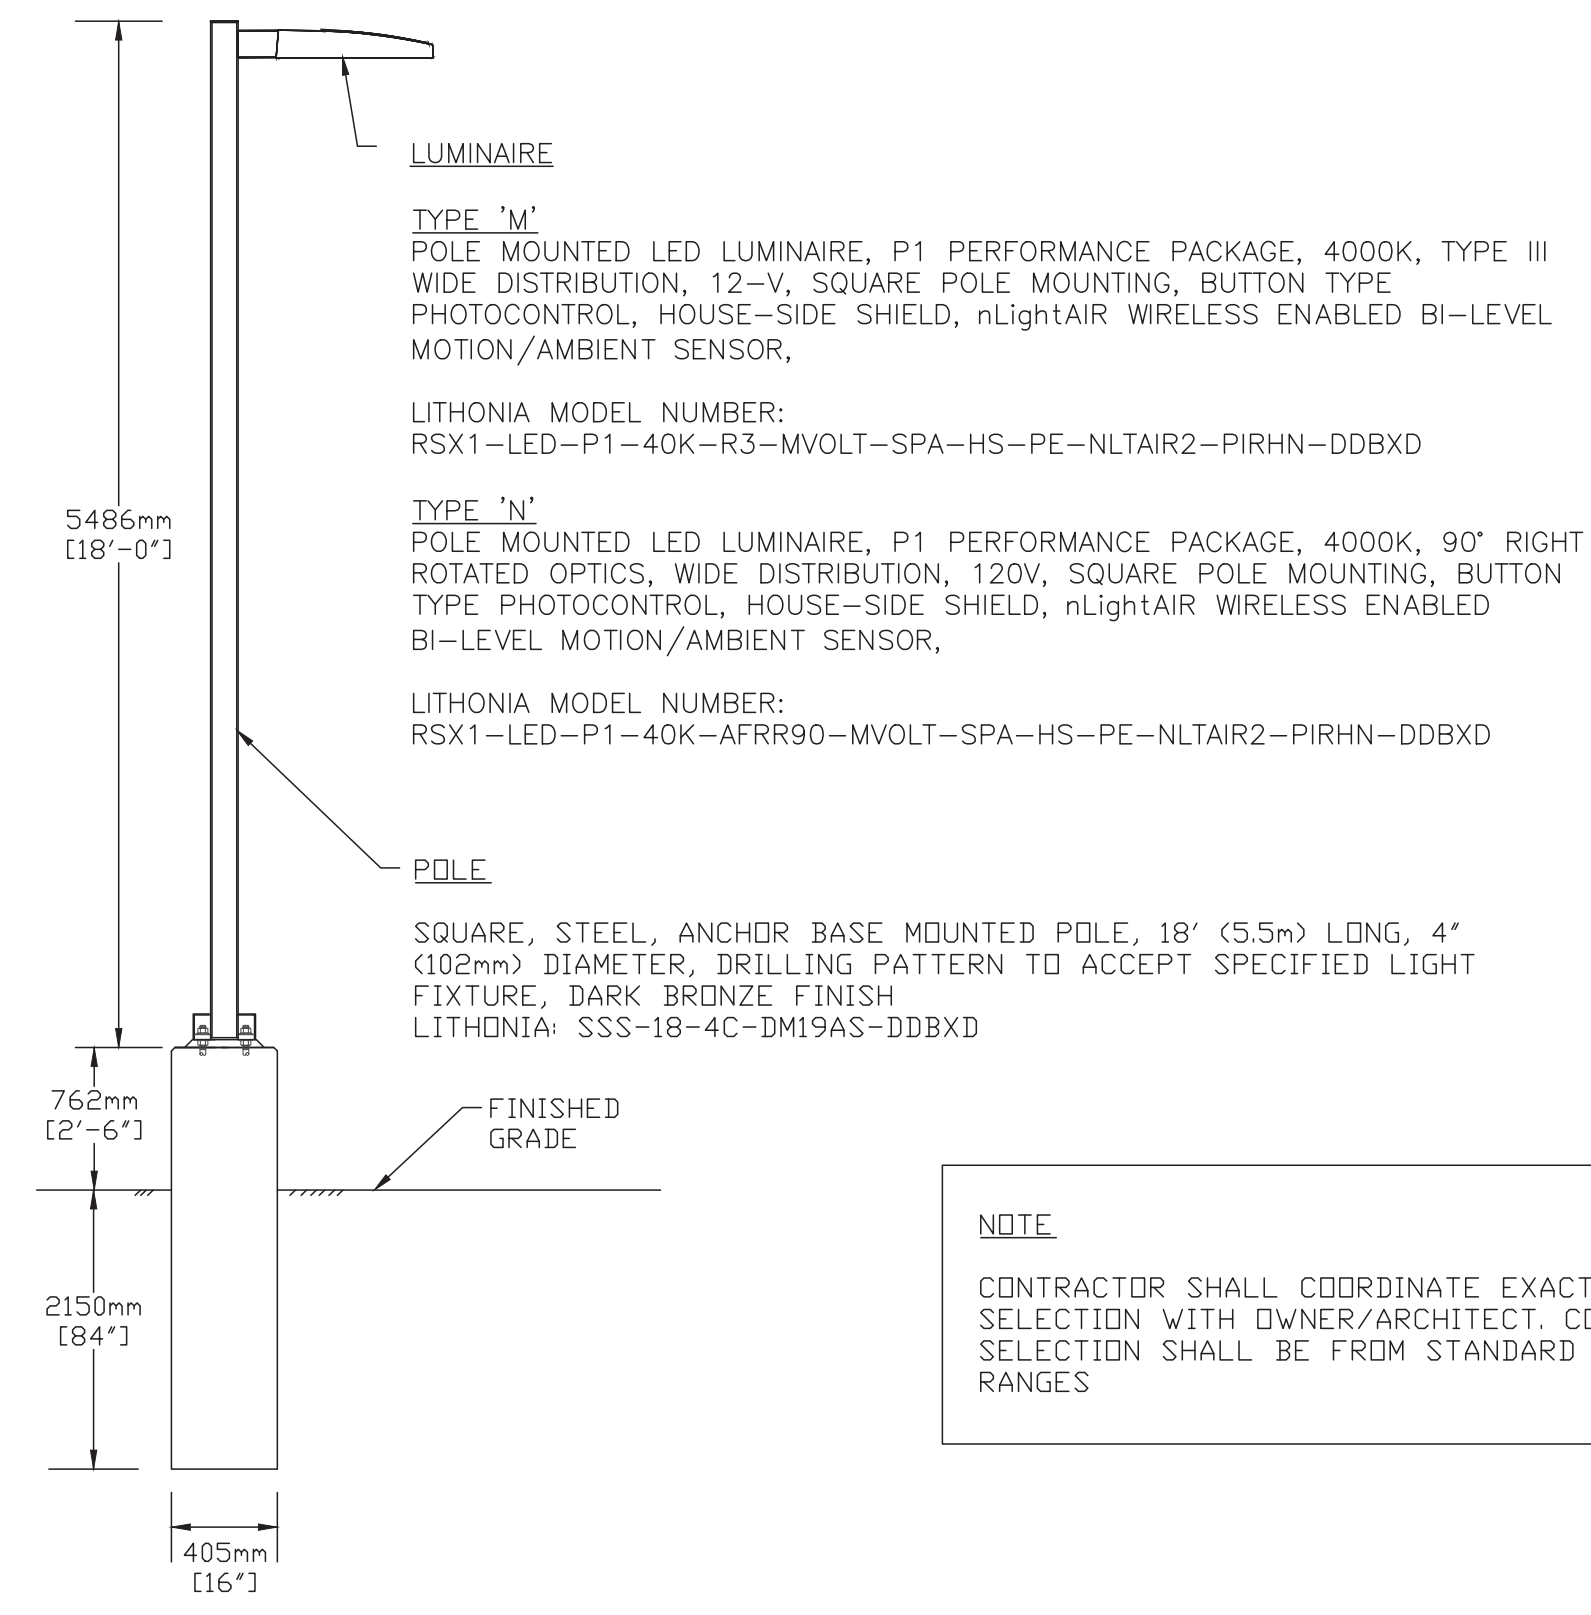 LUMINAIRE
TYPE 'M'
POLE MOUNTED LED LUMINAIRE, P1 PERFORMANCE PACKAGE, 4000K, TYPE III
WIDE DISTRIBUTION, 12-V, SQUARE POLE MOUNTING, BUTTON TYPE
PHOTOCONTROL, HOUSE-SIDE SHIELD, nLightAIR WIRELESS ENABLED BI-LEVEL
MOTION/AMBIENT SENSOR,
LITHONIA MODEL NUMBER:
RSX1-LED-P1-40K-R3-MVOLT-SPA-HS-PE-NLTAIR2-PIRHN-DDBXD
TYPE 'N'
POLE MOUNTED LED LUMINAIRE, P1 PERFORMANCE PACKAGE, 4000K, 90° RIGHT
ROTATED OPTICS, WIDE DISTRIBUTION, 120V, SQUARE POLE MOUNTING, BUTTON
TYPE PHOTOCONTROL, HOUSE-SIDE SHIELD, nLightAIR WIRELESS ENABLED
BI-LEVEL MOTION/AMBIENT SENSOR,
LITHONIA MODEL NUMBER:
RSX1-LED-P1-40K-AFRR90-MVOLT-SPA-HS-PE-NLTAIR2-PIRHN-DDBXD
5486mm
[18'-0"]
POLE
SQUARE, STEEL, ANCHOR BASE MOUNTED POLE, 18' (5.5m) LONG, 4"
(102mm) DIAMETER, DRILLING PATTERN TO ACCEPT SPECIFIED LIGHT
FIXTURE, DARK BRONZE FINISH
LITHONIA: SSS-18-4C-DM19AS-DDBXD
762mm
[2'-6"]
FINISHED
GRADE
2150mm
[84"]
405mm
[16"]
NOTE
CONTRACTOR SHALL COORDINATE EXACT
SELECTION WITH OWNER/ARCHITECT. CO
SELECTION SHALL BE FROM STANDARD
RANGES